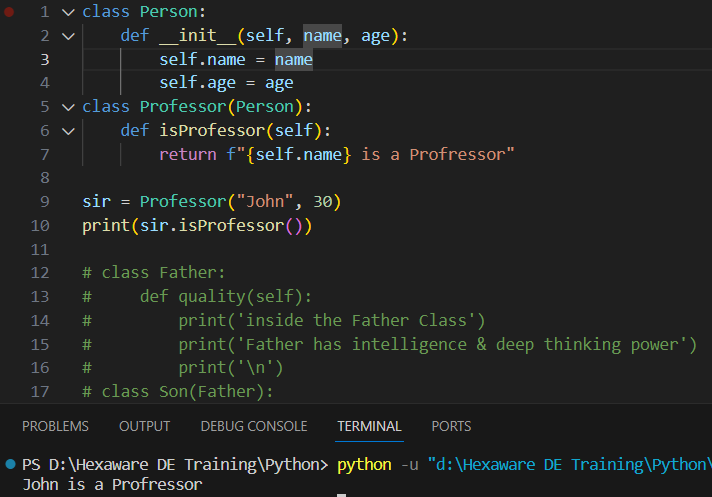 1 class Person:
2     def __init__(self, name, age):
3         self.name = name
4         self.age = age
5 class Professor(Person):
6     def isProfessor(self):
7         return f"{self.name} is a Profressor"
8
9 sir = Professor("John", 30)
10 print(sir.isProfessor())
11
12 # class Father:
13 #     def quality(self):
14 #         print('inside the Father Class')
15 #         print('Father has intelligence & deep thinking power')
16 #         print('\n')
17 # class Son(Father):
PROBLEMS OUTPUT DEBUG CONSOLE TERMINAL PORTS
PS D:\Hexaware DE Training\Python> python -u "d:\Hexaware DE Training\Python\
John is a Profressor